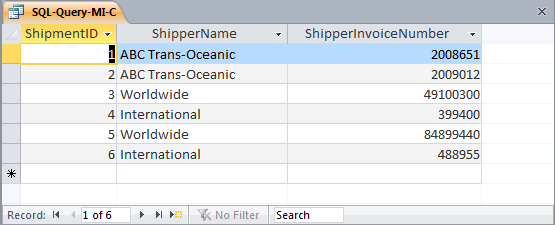 SQL-Query-MI-C
ShipmentID ShipperName ShipperInvoiceNumber
1 ABC Trans-Oceanic 2008651
2 ABC Trans-Oceanic 2009012
3 Worldwide 49100300
4 International 399400
5 Worldwide 84899440
6 International 488955
Record: 1 of 6 No Filter Search